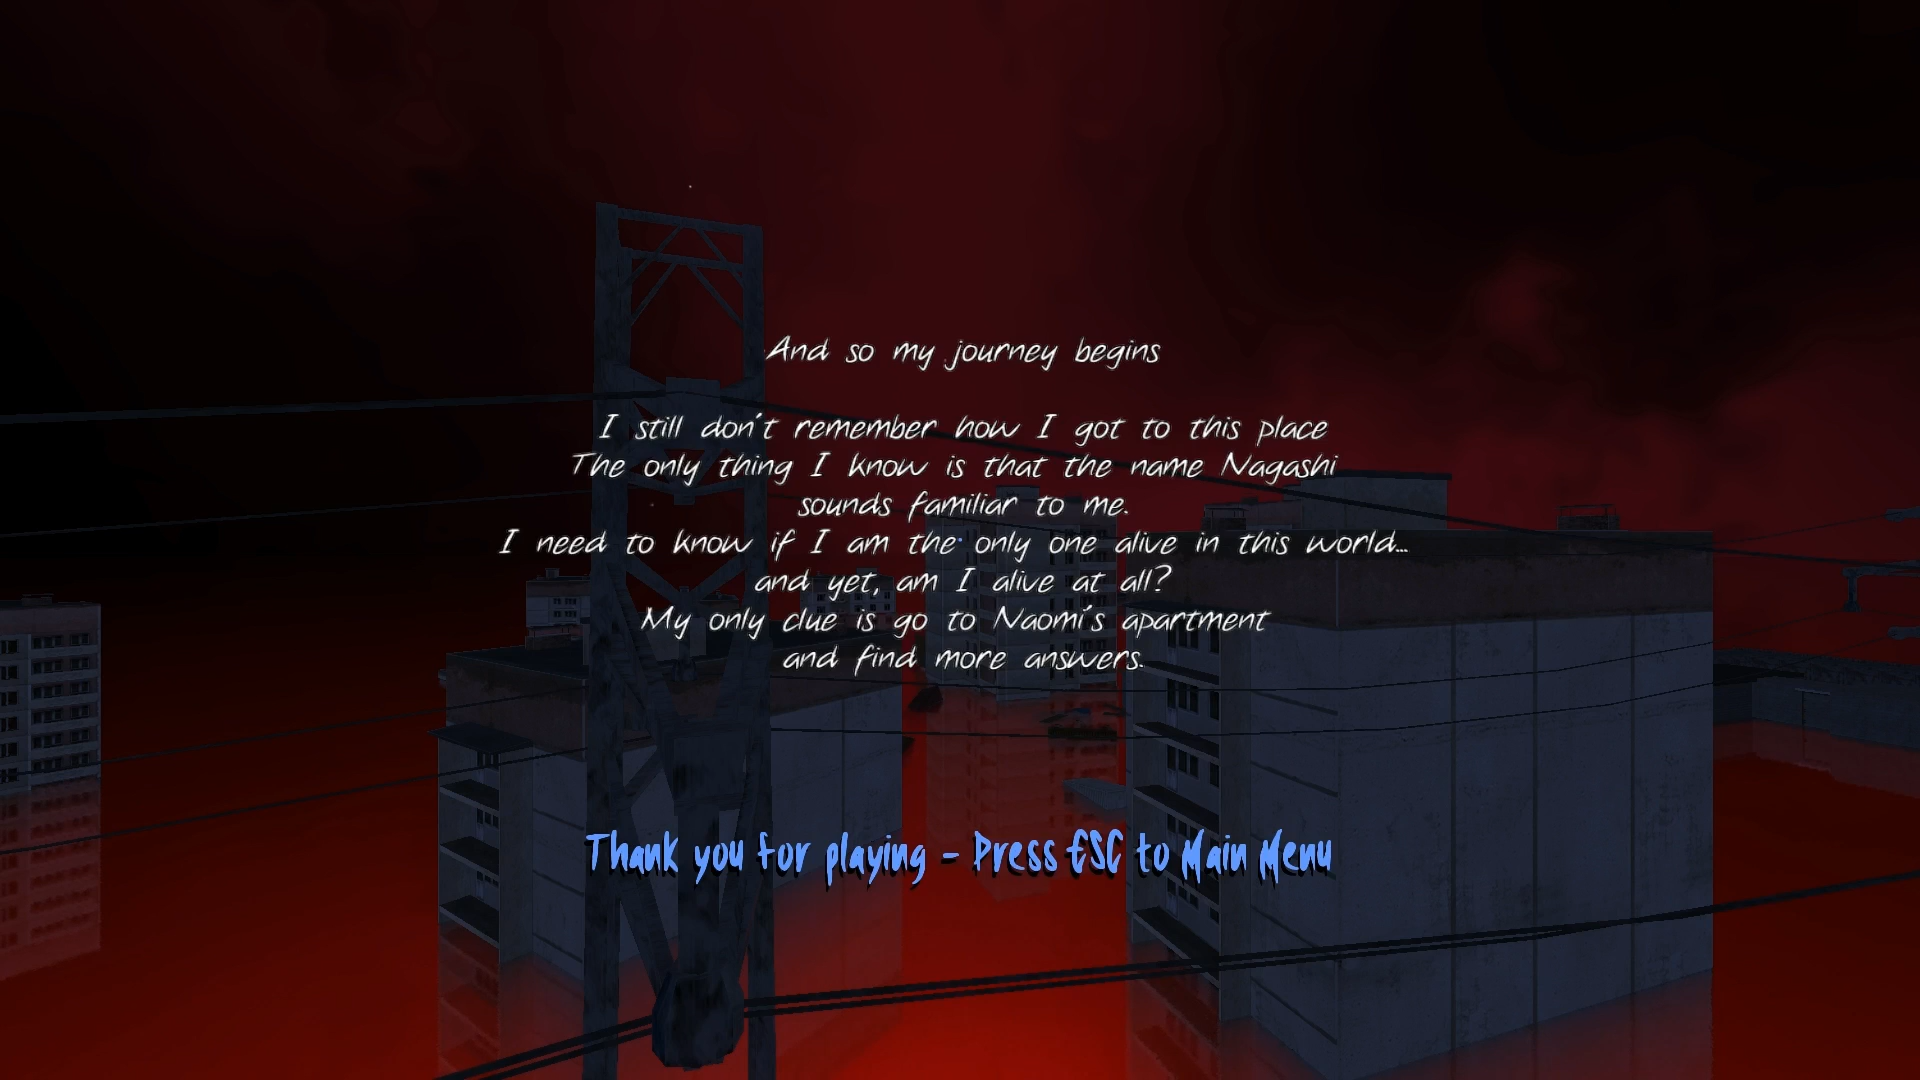 And so my journey begins
I still don't remember how I got to this place
The only thing I know is that the name Nagashi
sounds familiar to me.
I need to know if I am the only one alive in this world...
and yet, am I alive at all?
My only clue is go to Naomi's apartment
and find more answers.
Thank you for playing - Press ESC to Main Menu